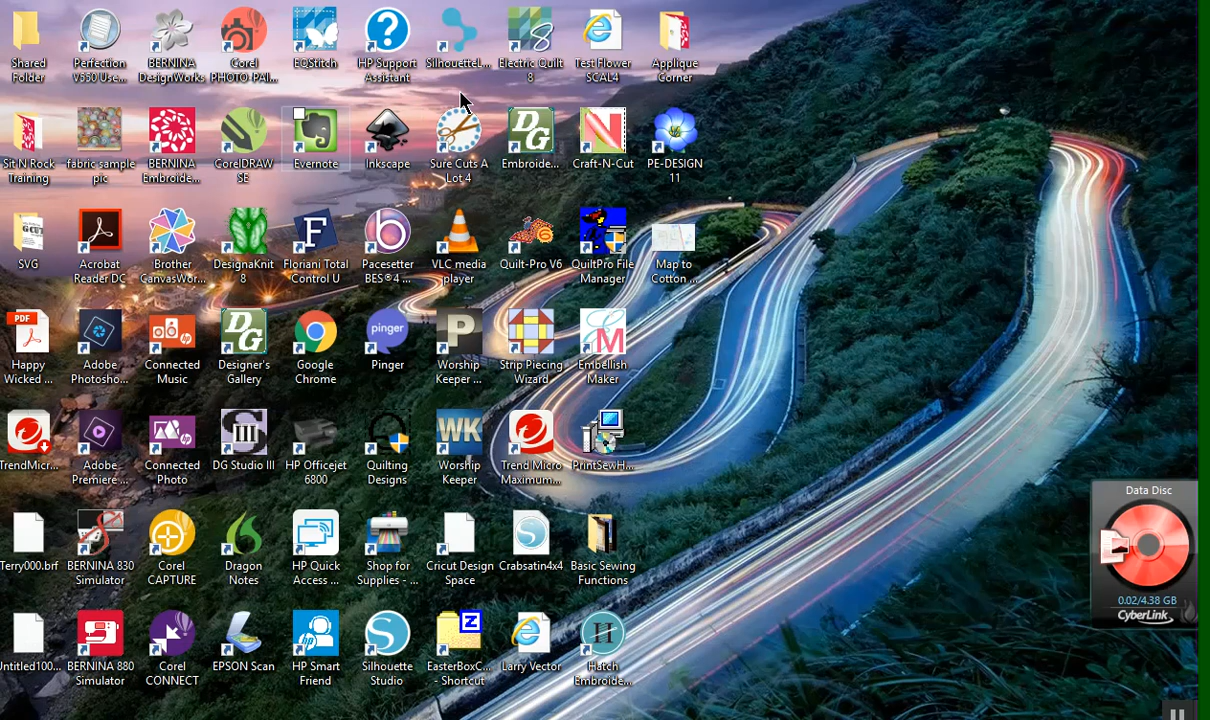 Shared
Folder
Perfection
V550 Use...
BERNINA
DesignWorks
Corel
PHOTO-PAI...
EQStitch
HP Support
Assistant
SilhouetteL...
Electric Quilt
8
Test Flower
SCAL4
Applique
Corner
Sit N Rock
Training
fabric sample
pic
BERNINA
Embroide...
CorelDRAW
SE
Evernote
Inkscape
Sure Cuts A
Lot 4
DG
Embroide...
Craft-N-Cut
PE-DESIGN
11
SVG
Acrobat
Reader DC
Brother
CanvasWor...
DesignaKnit
8
F
Floriani Total
Control U
Pacesetter
BES®4 ...
VLC media
player
6
Quilt-Pro V6
QuiltPro File
Manager
Map to
Cotton ...
PDF
Happy
Wicked ...
Adobe
Photosho...
Connected
Music
DG
Designer's
Gallery
Google
Chrome
pinger
Pinger
P
Worship
Keeper ...
Strip Piecing
Wizard
Embellish
Maker
TrendMicr...
Adobe
Premiere ...
Connected
Photo
III
DG Studio III
HP Officejet
6800
Quilting
Designs
WK
Worship
Keeper
Trend Micro
Maximum...
PrintSewH...
Terry000.brf
BERNINA 830
Simulator
Corel
CAPTURE
Dragon
Notes
HP Quick
Access ...
Shop for
Supplies - ...
Cricut Design
Space
Crabsatin4x4
Basic Sewing
Functions
Data Disc
0.02/4.38 GB
CyberLink
Untitled100...
BERNINA 880
Simulator
Corel
CONNECT
EPSON Scan
HP Smart
Friend
Silhouette
Studio
Z
EasterBoxC...
- Shortcut
Larry Vector
H
Hatch
Embroide...